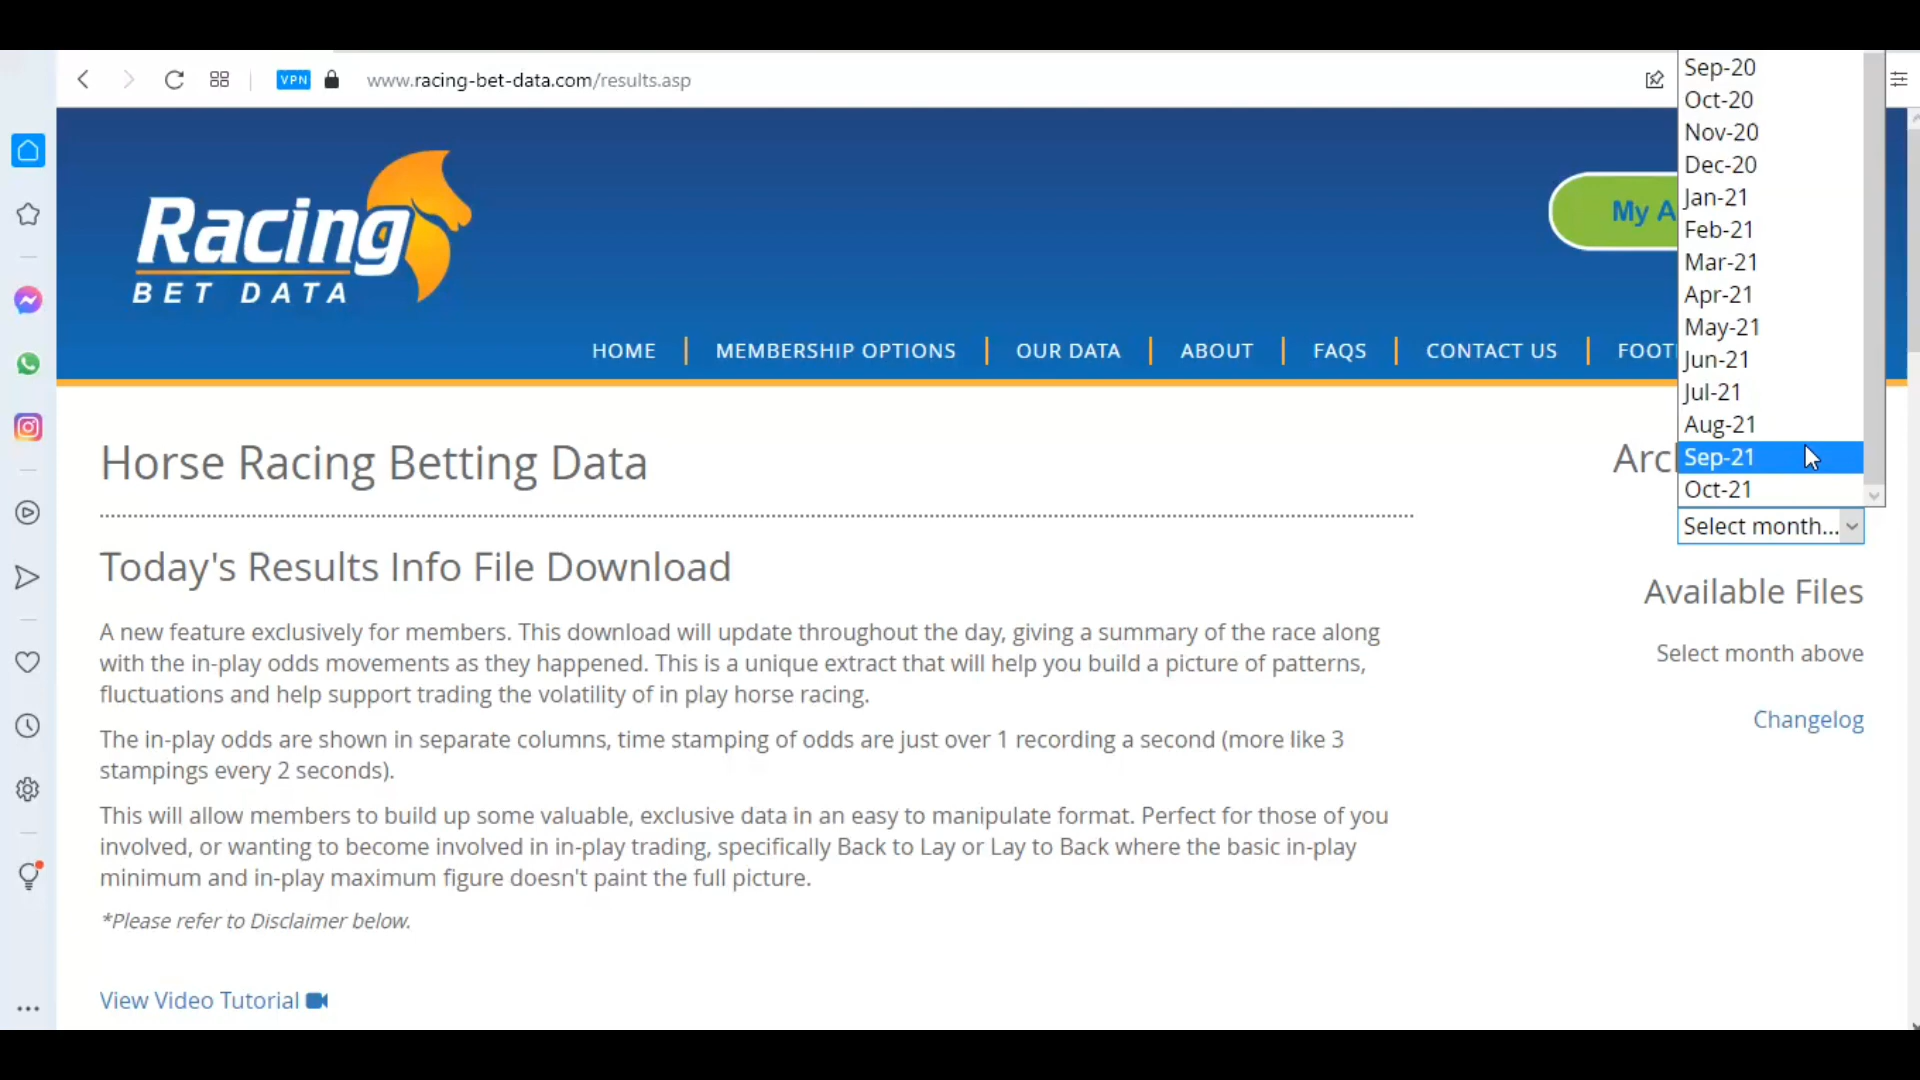 VPN
www.racing-bet-data.com/results.asp
Racing
BET DATA
My A
HOME
MEMBERSHIP OPTIONS
OUR DATA
ABOUT
FAQS
CONTACT US
FOOT
Sep-20
Oct-20
Nov-20
Dec-20
Jan-21
Feb-21
Mar-21
Apr-21
May-21
Jun-21
Jul-21
Aug-21
Sep-21
Oct-21
Select month...
Horse Racing Betting Data
Today's Results Info File Download
A new feature exclusively for members. This download will update throughout the day, giving a summary of the race along
with the in-play odds movements as they happened. This is a unique extract that will help you build a picture of patterns,
fluctuations and help support trading the volatility of in play horse racing.
The in-play odds are shown in separate columns, time stamping of odds are just over 1 recording a second (more like 3
stampings every 2 seconds).
This will allow members to build up some valuable, exclusive data in an easy to manipulate format. Perfect for those of you
involved, or wanting to become involved in in-play trading, specifically Back to Lay or Lay to Back where the basic in-play
minimum and in-play maximum figure doesn't paint the full picture.
*Please refer to Disclaimer below.
View Video Tutorial
Arc
Available Files
Select month above
Changelog